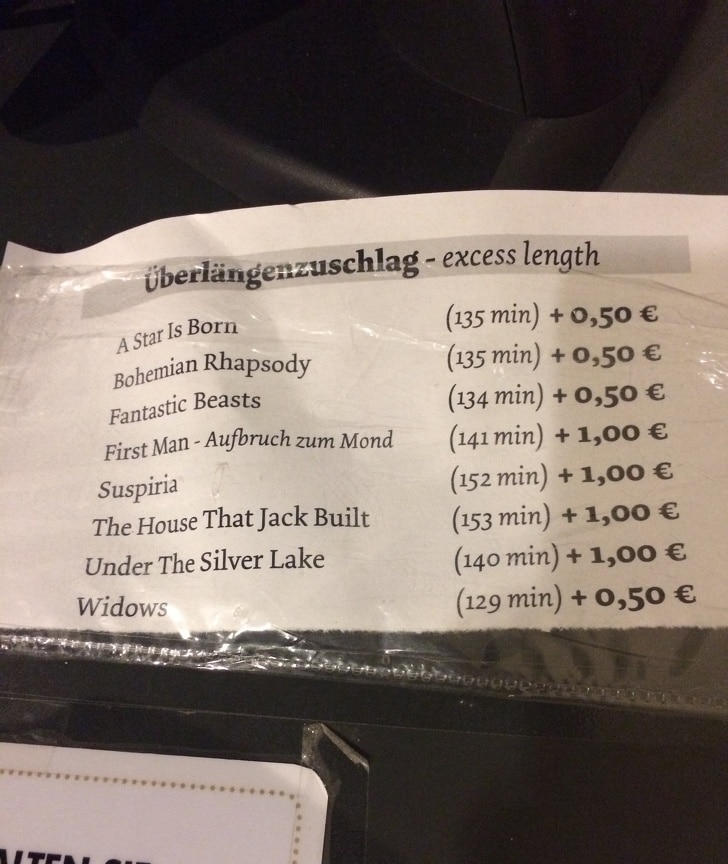 Überlängenzuschlag - excess length
A Star Is Born (135 min) + 0,50 €
Bohemian Rhapsody (135 min) + 0,50 €
Fantastic Beasts (134 min) + 0,50 €
First Man - Aufbruch zum Mond (141 min) + 1,00 €
Suspiria (152 min) + 1,00 €
The House That Jack Built (153 min) + 1,00 €
Under The Silver Lake (140 min) + 1,00 €
Widows (129 min) + 0,50 €